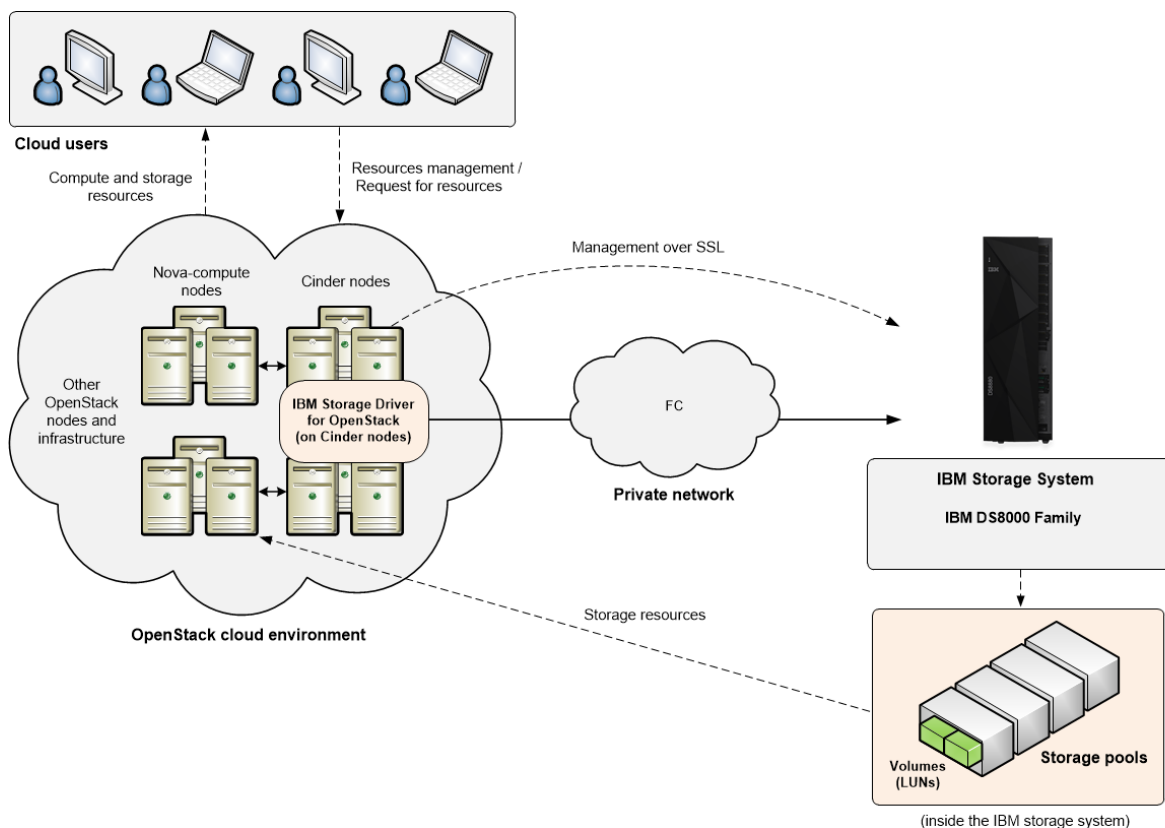 Cloud users
Compute and storage
resources
Resources management /
Request for resources
Management over SSL
Nova-compute
nodes
Cinder nodes
Other
OpenStack
nodes and
infrastructure
IBM Storage Driver
for OpenStack
(on Cinder nodes)
FC
Private network
IBM Storage System
IBM DS8000 Family
OpenStack cloud environment
Storage resources
Volumes
(LUNs)
Storage pools
(inside the IBM storage system)